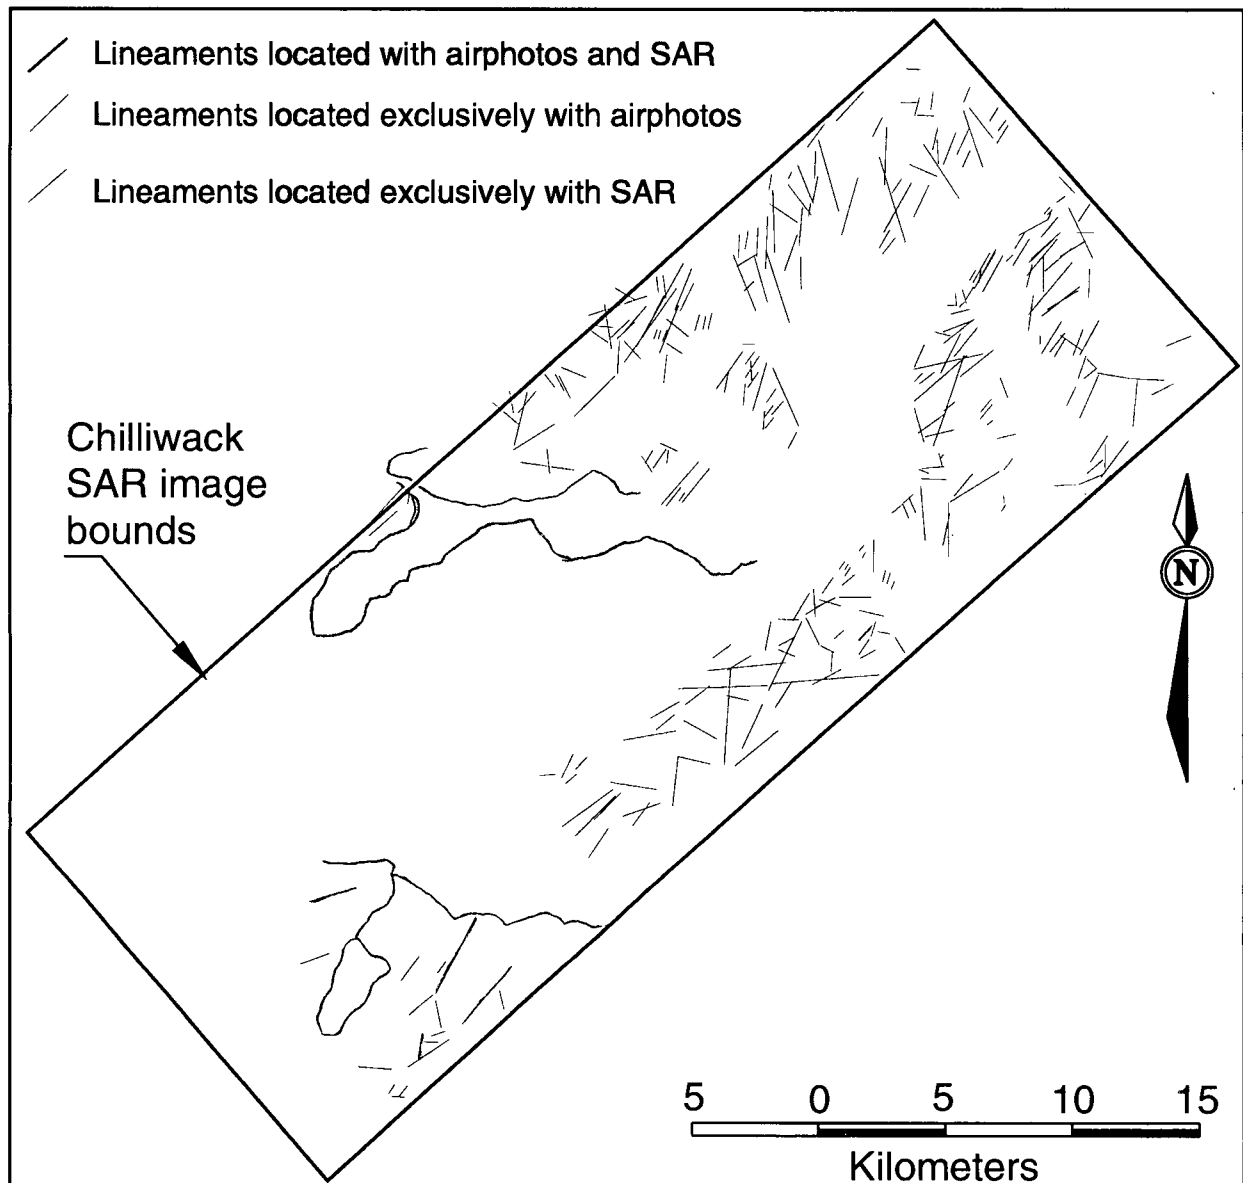 Lineaments located with airphotos and SAR
Lineaments located exclusively with airphotos
Lineaments located exclusively with SAR
Chilliwack
SAR image
bounds
N
5 0 5 10 15
Kilometers